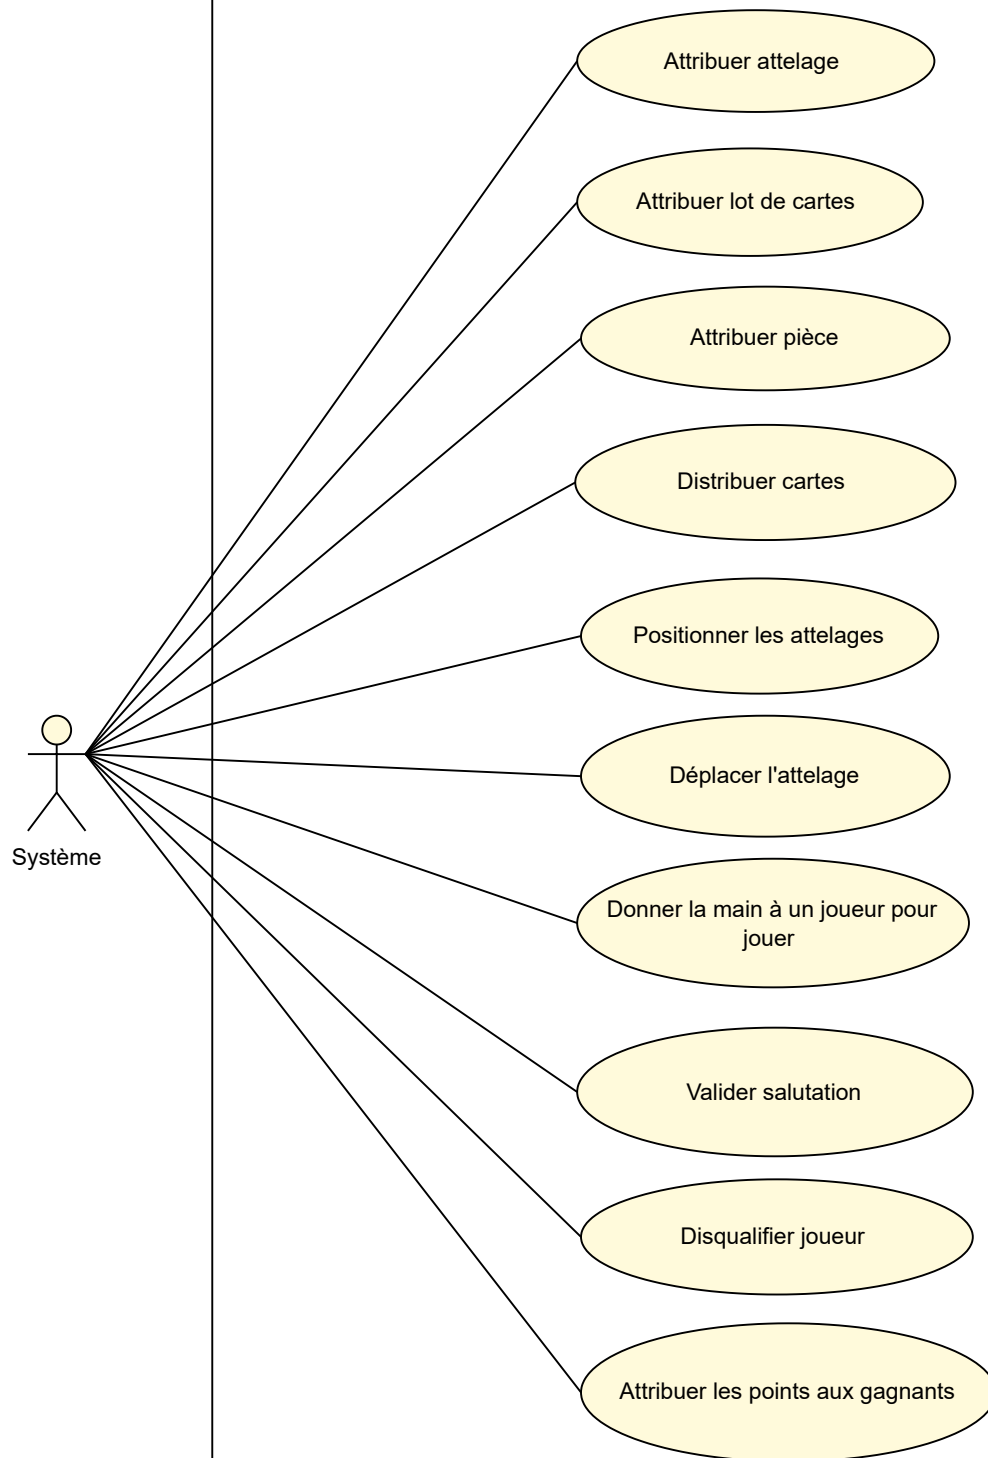 Attribuer attelage
Attribuer lot de cartes
Attribuer pièce
Distribuer cartes
Positionner les attelages
Déplacer l'attelage
Système
Donner la main à un joueur pour
jouer
Valider salutation
Disqualifier joueur
Attribuer les points aux gagnants